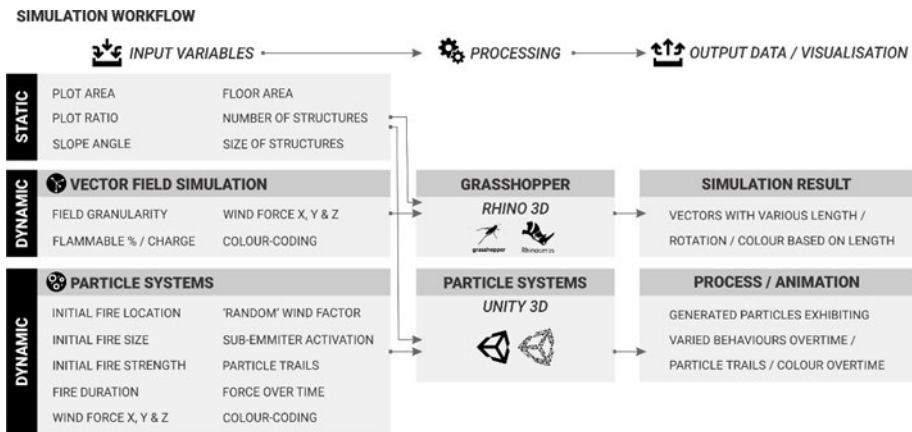 SIMULATION WORKFLOW
INPUT VARIABLES
PROCESSING
OUTPUT DATA / VISUALISATION
STATIC
PLOT AREA
FLOOR AREA
PLOT RATIO
NUMBER OF STRUCTURES
SLOPE ANGLE
SIZE OF STRUCTURES
DYNAMIC
VECTOR FIELD SIMULATION
FIELD GRANULARITY
WIND FORCE X, Y & Z
FLAMMABLE % / CHARGE
COLOUR-CODING
GRASSHOPPER
RHINO 3D
grasshopper
Rhinoceros
SIMULATION RESULT
VECTORS WITH VARIOUS LENGTH /
ROTATION / COLOUR BASED ON LENGTH
DYNAMIC
PARTICLE SYSTEMS
INITIAL FIRE LOCATION
'RANDOM' WIND FACTOR
INITIAL FIRE SIZE
SUB-EMMITER ACTIVATION
INITIAL FIRE STRENGTH
PARTICLE TRAILS
FIRE DURATION
FORCE OVER TIME
WIND FORCE X, Y & Z
COLOUR-CODING
PARTICLE SYSTEMS
UNITY 3D
PROCESS / ANIMATION
GENERATED PARTICLES EXHIBITING
VARIED BEHAVIOURS OVERTIME /
PARTICLE TRAILS / COLOUR OVERTIME